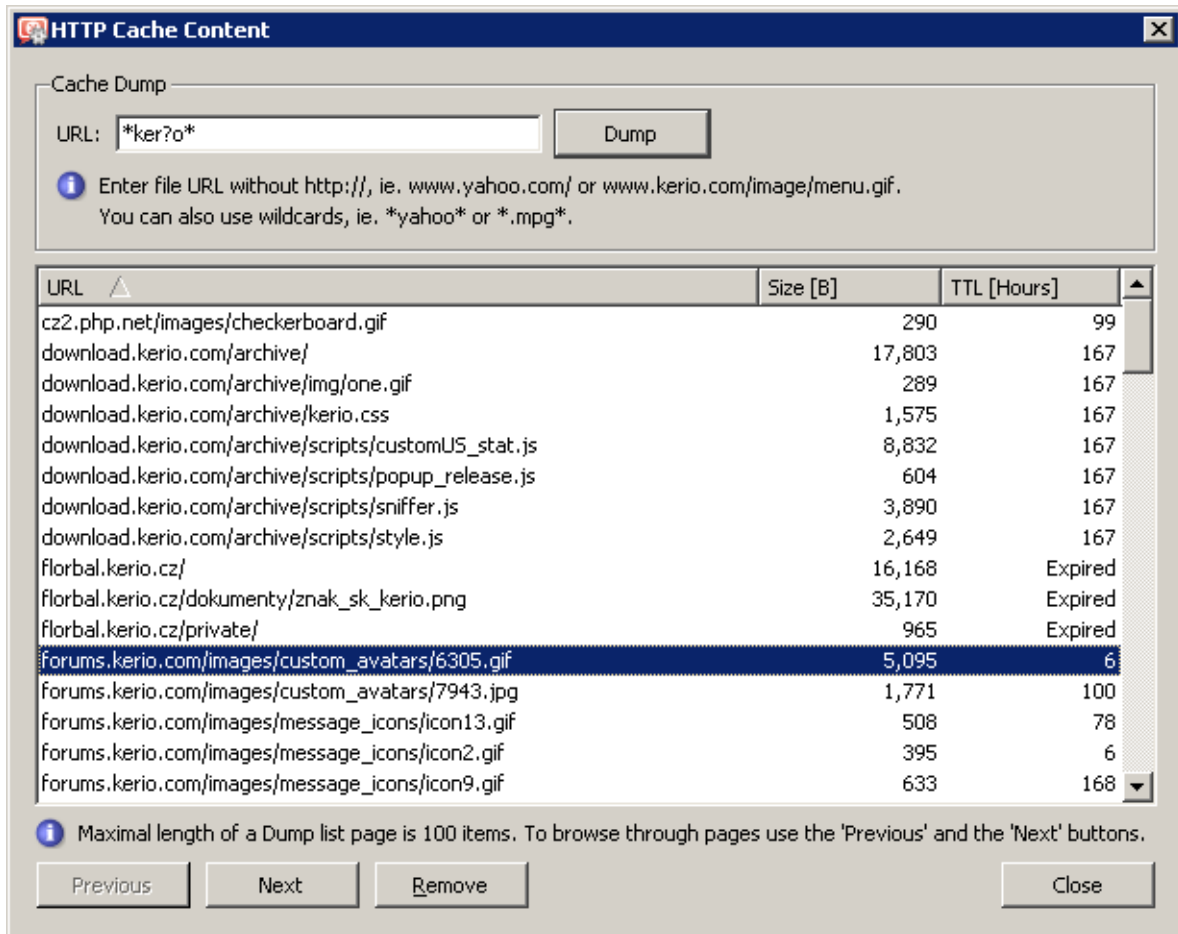 HTTP Cache Content
Cache Dump
URL: *ker?o* Dump
Enter file URL without http://, ie. www.yahoo.com/ or www.kerio.com/image/menu.gif.
You can also use wildcards, ie. *yahoo* or *.mpg*.
URL Size [B] TTL [Hours]
cz2.php.net/images/checkerboard.gif 290 99
download.kerio.com/archive/ 17,803 167
download.kerio.com/archive/img/one.gif 289 167
download.kerio.com/archive/kerio.css 1,575 167
download.kerio.com/archive/scripts/customUS_stat.js 8,832 167
download.kerio.com/archive/scripts/popup_release.js 604 167
download.kerio.com/archive/scripts/sniffer.js 3,890 167
download.kerio.com/archive/scripts/style.js 2,649 167
florbal.kerio.cz/ 16,168 Expired
florbal.kerio.cz/dokumenty/znak_sk_kerio.png 35,170 Expired
florbal.kerio.cz/private/ 965 Expired
forums.kerio.com/images/custom_avatars/6305.gif 5,095 6
forums.kerio.com/images/custom_avatars/7943.jpg 1,771 100
forums.kerio.com/images/message_icons/icon13.gif 508 78
forums.kerio.com/images/message_icons/icon2.gif 395 6
forums.kerio.com/images/message_icons/icon9.gif 633 168
Maximal length of a Dump list page is 100 items. To browse through pages use the 'Previous' and the 'Next' buttons.
Previous Next Remove Close